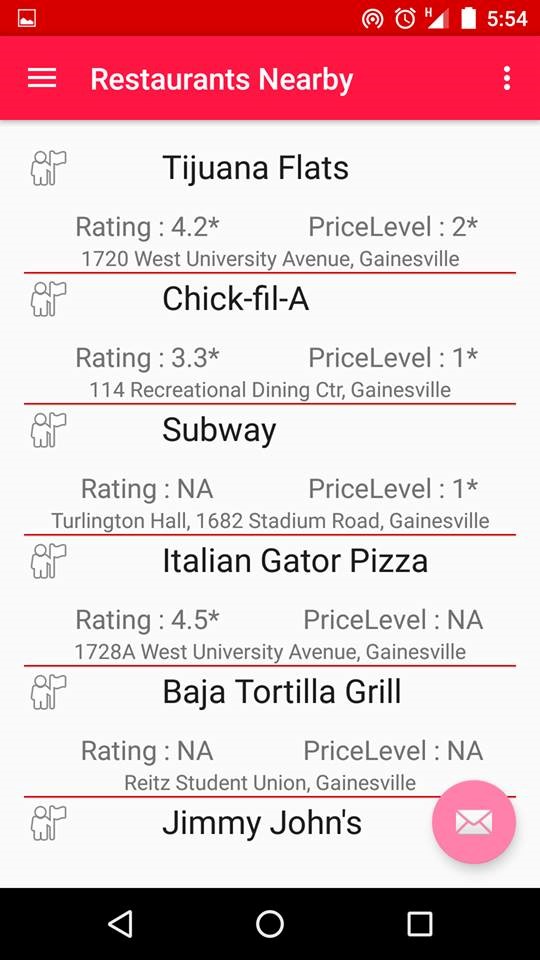 H 5:54
Restaurants Nearby
Tijuana Flats
Rating : 4.2* PriceLevel : 2*
1720 West University Avenue, Gainesville
Chick-fil-A
Rating : 3.3* PriceLevel : 1*
114 Recreational Dining Ctr, Gainesville
Subway
Rating : NA PriceLevel : 1*
Turlington Hall, 1682 Stadium Road, Gainesville
Italian Gator Pizza
Rating : 4.5* PriceLevel : NA
1728A West University Avenue, Gainesville
Baja Tortilla Grill
Rating : NA PriceLevel : NA
Reitz Student Union, Gainesville
Jimmy John's